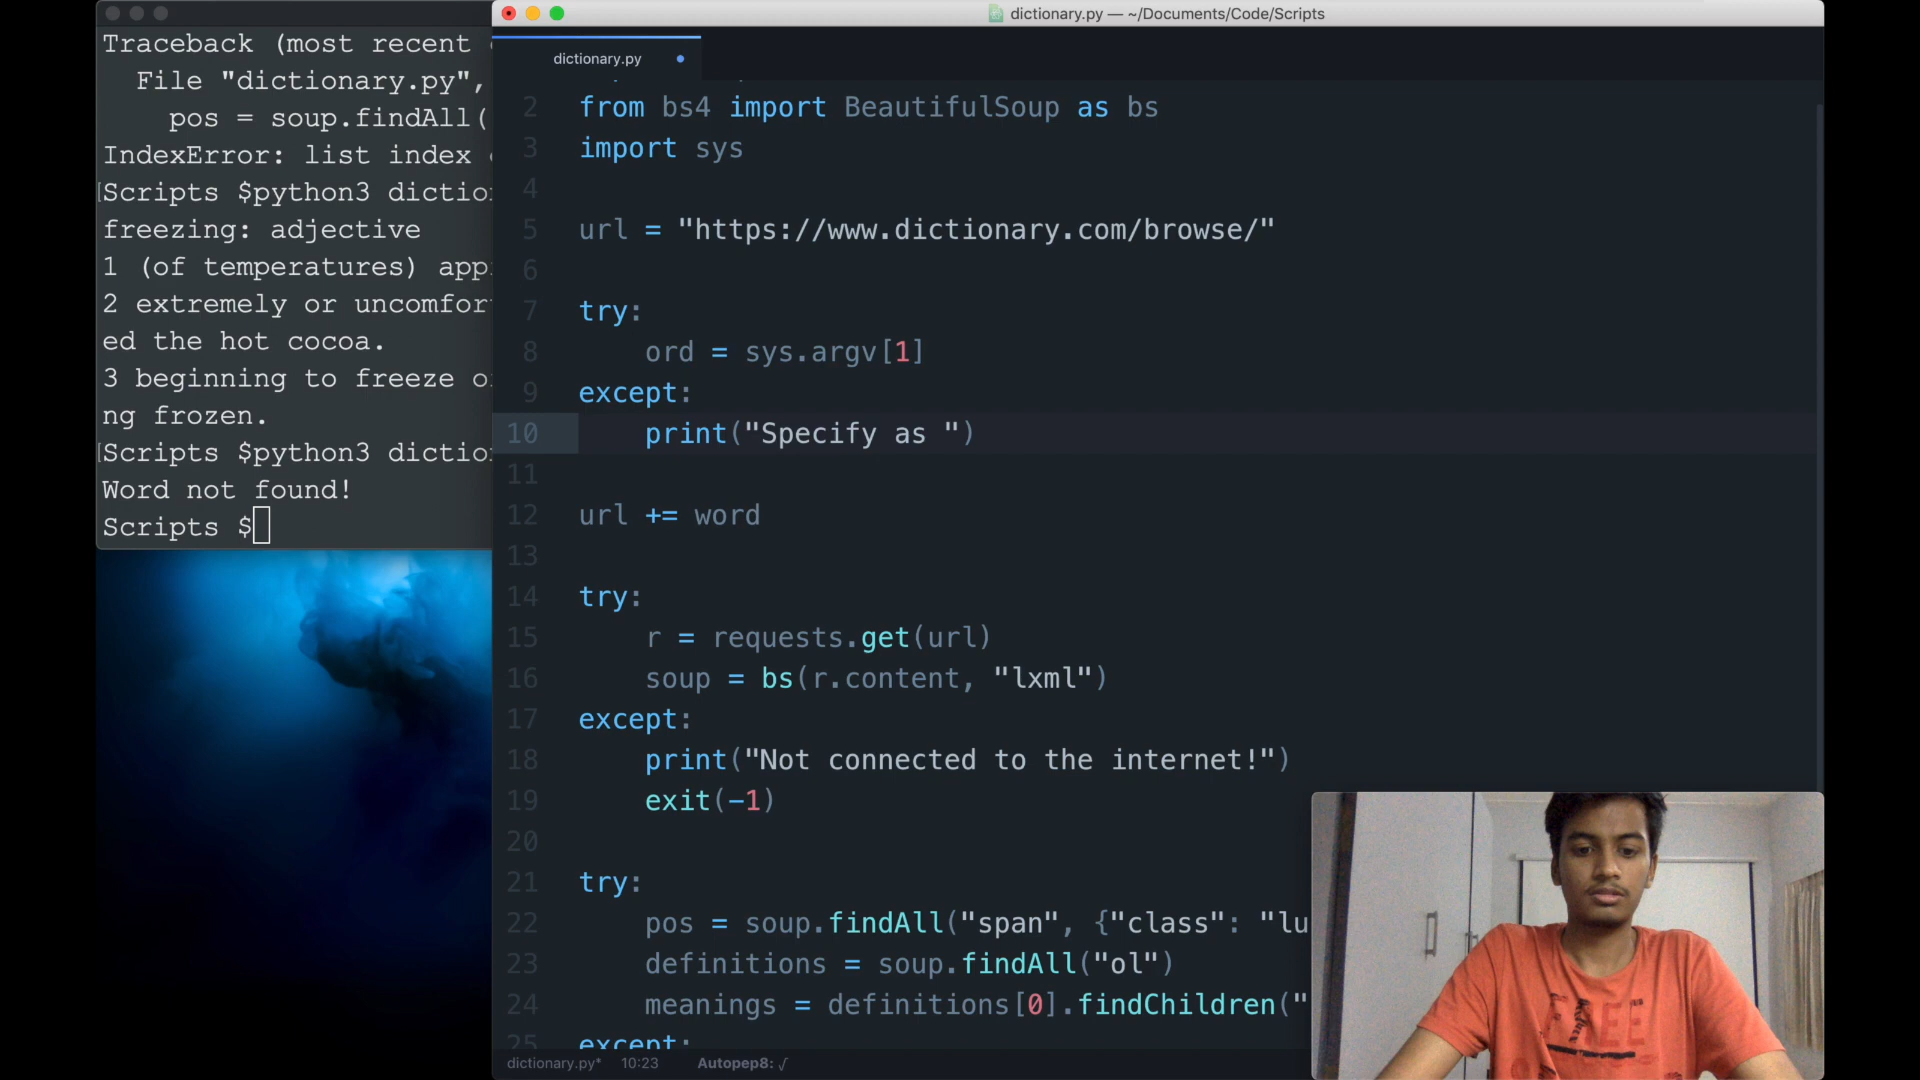 Traceback (most recent
File "dictionary.py",
pos = soup.findAll(
IndexError: list index
Scripts $python3 dictio
freezing: adjective
1 (of temperatures) app
2 extremely or uncomfor
ed the hot cocoa.
3 beginning to freeze o
ng frozen.
Scripts $python3 dictio
Word not found!
Scripts $
dictionary.py — ~/Documents/Code/Scripts
dictionary.py
2 from bs4 import BeautifulSoup as bs
3 import sys
4
5 url = "https://www.dictionary.com/browse/"
6
7 try:
8 ord = sys.argv[1]
9 except:
10 print("Specify as ")
11
12 url += word
13
14 try:
15 r = requests.get(url)
16 soup = bs(r.content, "lxml")
17 except:
18 print("Not connected to the internet!")
19 exit(-1)
20
21 try:
22 pos = soup.findAll("span", {"class": "lu
23 definitions = soup.findAll("ol")
24 meanings = definitions[0].findChildren("
25 except:
dictionary.py* 10:23 Autopep8: √
FREE